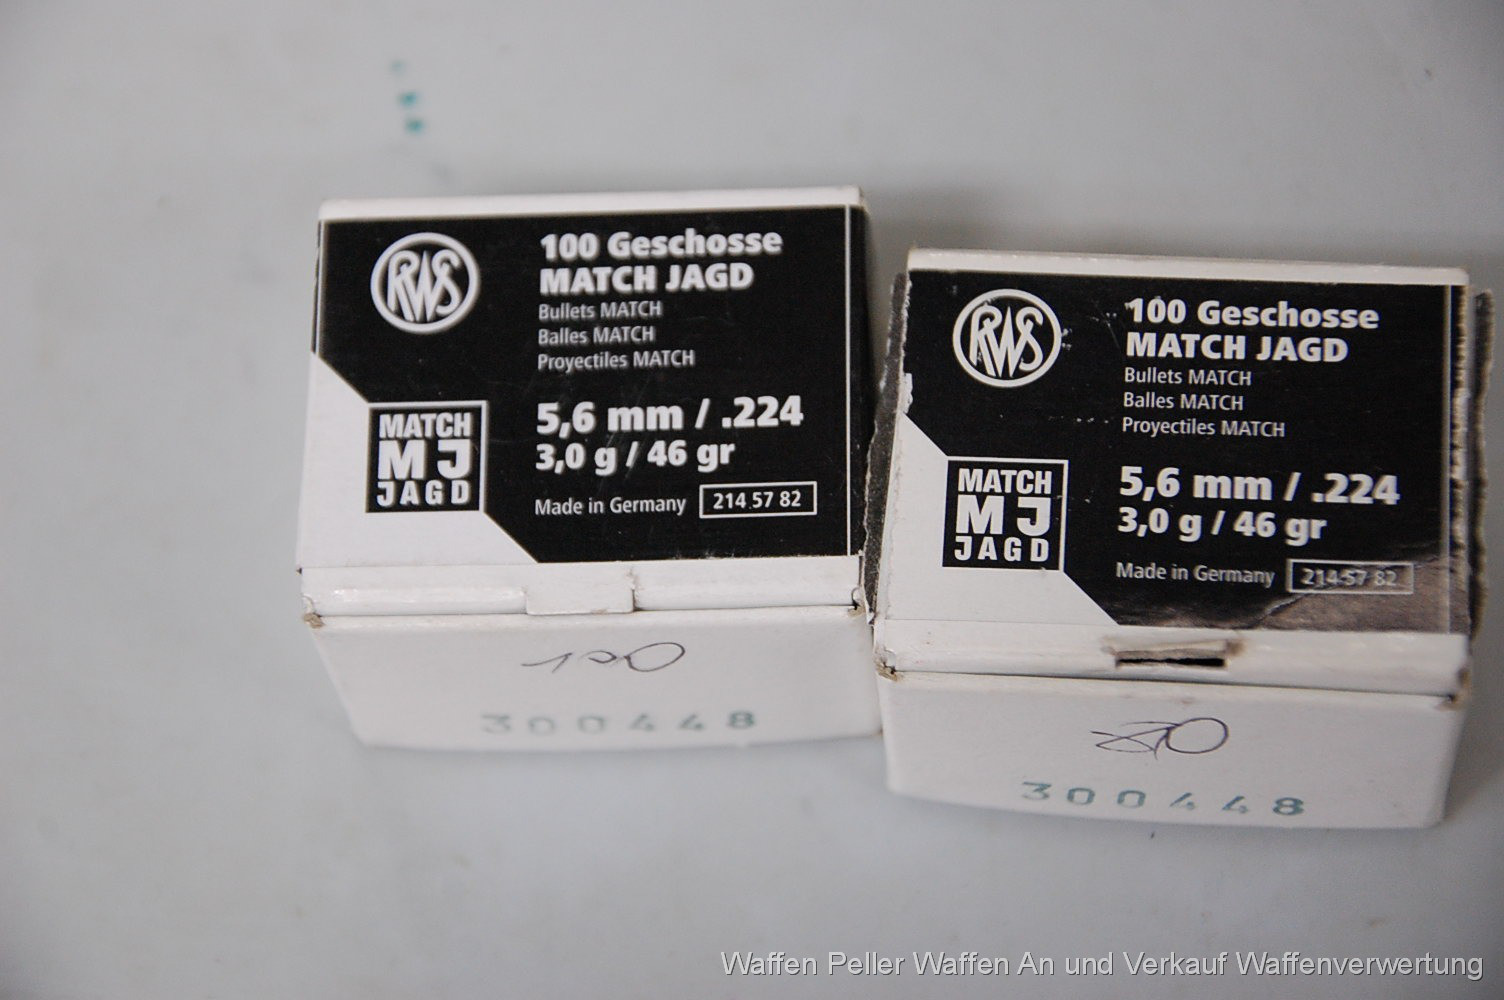 RWS
100 Geschosse
MATCH JAGD
Bullets MATCH
Balles MATCH
Proyectiles MATCH
MATCH
MJ
JAGD
5,6 mm / .224
3,0 g / 46 gr
Made in Germany 214 57 82
100
300448
RWS
100 Geschosse
MATCH JAGD
Bullets MATCH
Balles MATCH
Proyectiles MATCH
MATCH
MJ
JAGD
5,6 mm / .224
3,0 g / 46 gr
Made in Germany 214 57 82
300448
Waffen Peller Waffen An und Verkauf Waffenverwertung